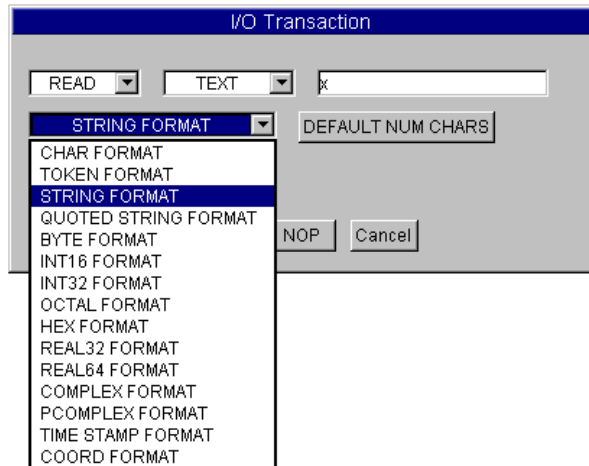 I/O Transaction
READ TEXT x
STRING FORMAT DEFAULT NUM CHARS
CHAR FORMAT
TOKEN FORMAT
STRING FORMAT
QUOTED STRING FORMAT
BYTE FORMAT NOP Cancel
INT16 FORMAT
INT32 FORMAT
OCTAL FORMAT
HEX FORMAT
REAL32 FORMAT
REAL64 FORMAT
COMPLEX FORMAT
PCOMPLEX FORMAT
TIME STAMP FORMAT
COORD FORMAT